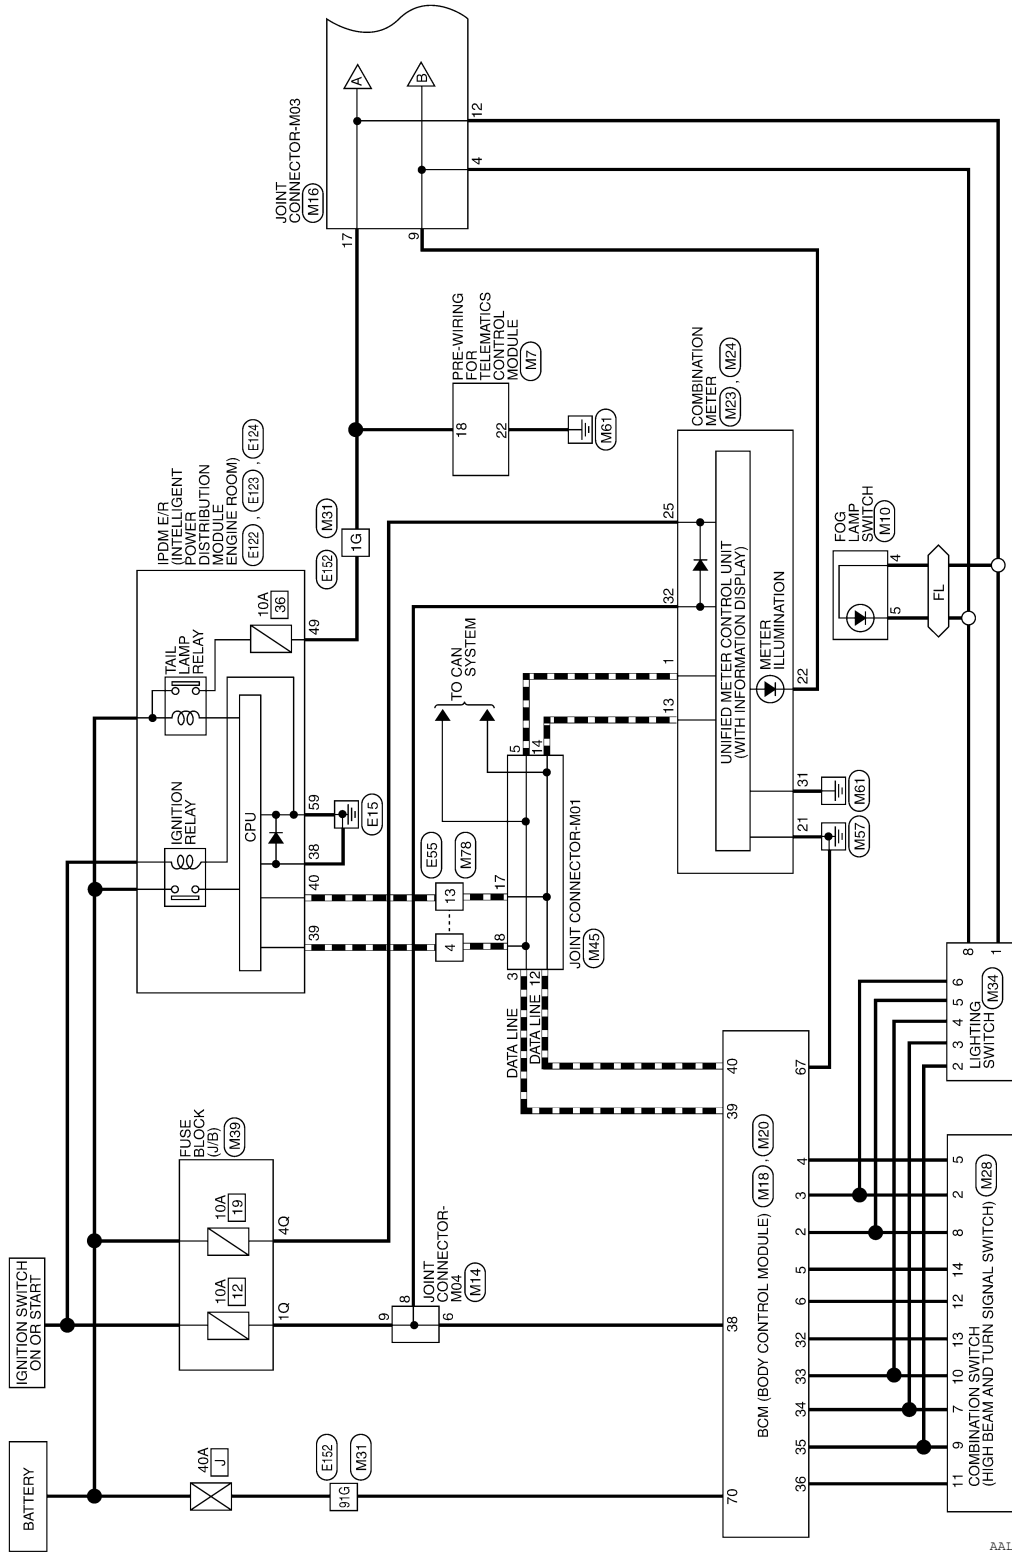 BATTERY
IGNITION SWITCH
ON OR START
40A
J
E152
M31
91G
70
FUSE
BLOCK
(J/B)
M39
10A
12
10A
19
1Q
4Q
9
8
6
JOINT
CONNECTOR-
M04
M14
38
IPDM E/R
(INTELLIGENT
POWER
DISTRIBUTION
MODULE
ENGINE ROOM)
E122 , E123 , E124
IGNITION
RELAY
TAIL
LAMP
RELAY
10A
36
CPU
39
40
38
59
49
E15
E152
M31
1G
4
13
E55
M78
8
17
TO CAN
SYSTEM
3
12
5
14
JOINT CONNECTOR-M01
M45
DATA LINE
DATA LINE
JOINT
CONNECTOR-M03
M16
A
B
17
9
4
12
PRE-WIRING
FOR
TELEMATICS
CONTROL
MODULE
M7
18
22
M61
COMBINATION
METER
M23 , M24
13
1
32
25
UNIFIED METER CONTROL UNIT
(WITH INFORMATION DISPLAY)
METER
ILLUMINATION
21
31
22
M57
M61
FOG
LAMP
SWITCH
M10
5
4
FL
BCM (BODY CONTROL MODULE)
M18 , M20
39
40
36
35
34
33
32
6
5
2
3
4
67
11
9
7
10
13
12
14
8
2
5
COMBINATION SWITCH
(HIGH BEAM AND TURN SIGNAL SWITCH)
M28
2
3
4
5
6
8
1
LIGHTING
SWITCH
M34
AAL